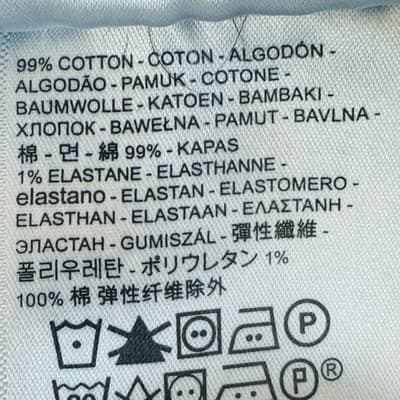 99% COTTON - COTON - ALGODÓN -
ALGODÃO - PAMUK - COTONE -
BAUMWOLLE - KATOEN - BAMBAKI -
ХЛОПОК - BAWEŁNA - PAMUT - BAVLNA -
棉 - 면 - 綿 99% - KAPAS
1% ELASTANE - ELASTHANNE -
elastano - ELASTAN - ELASTOMERO -
ELASTHAN - ELASTAAN - ΕΛΑΣΤΑΝΗ -
ЭЛАСТАН - GUMISZÁL - 彈性纖維 -
폴리우레탄 - ポリウレタン 1%
100% 棉 弹性纤维除外
P
P ®